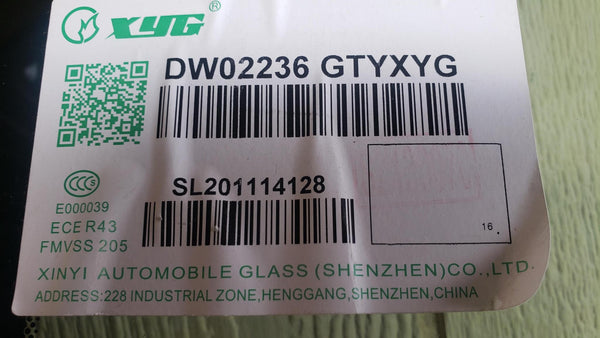 XYG ®
DW02236 GTYXYG
SL201114128
CCC S
E000039
ECE R43
FMVSS 205
16
XINYI AUTOMOBILE GLASS (SHENZHEN)CO.,LTD.
ADDRESS:228 INDUSTRIAL ZONE,HENGGANG,SHENZHEN,CHINA